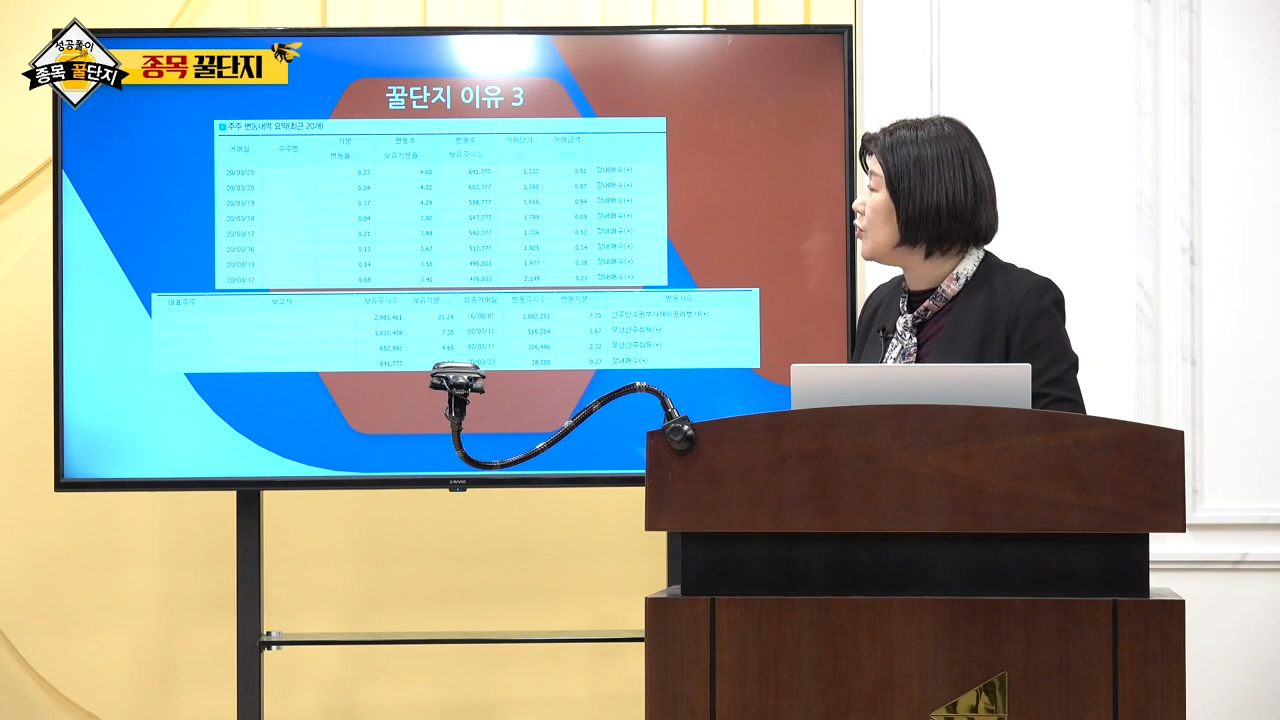 성공풀이
종목 꿀단지
종목 꿀단지
꿀단지 이유 3
주주 변동내역 요약(최근 20개)
거래일 주주명 지분 변동률 변동후 보유지분율 변동후 보유주식수 거래단가 거래금액
20/03/23 0.27 4.60 641,777 1,337 0.51 장내매수(+)
20/03/20 0.04 4.32 603,777 1,350 0.07 장내매수(+)
20/03/19 0.37 4.29 598,777 1,656 0.84 장내매수(+)
20/03/18 0.04 3.92 547,777 1,799 0.09 장내매수(+)
20/03/17 0.21 3.89 542,777 1,736 0.52 장내매수(+)
20/03/16 0.13 3.67 512,777 1,925 0.34 장내매수(+)
20/03/13 0.14 3.55 495,033 1,977 0.38 장내매수(+)
20/03/12 0.08 3.41 476,033 2,149 0.23 장내매수(+)
대표주주 보고자 보유주식수 보유지분 최종거래일 변동주식수 변동지분 변동사유
2,983,461 21.24 16/08/01 1,082,251 7.70 신주인수권부사채의권리행사(+)
1,032,408 7.35 07/07/11 516,204 3.67 무상신주취득(+)
652,992 4.65 07/07/11 326,496 2.32 무상신주취득(+)
641,777 20/03/23 38,000 0.27 장내매수(+)